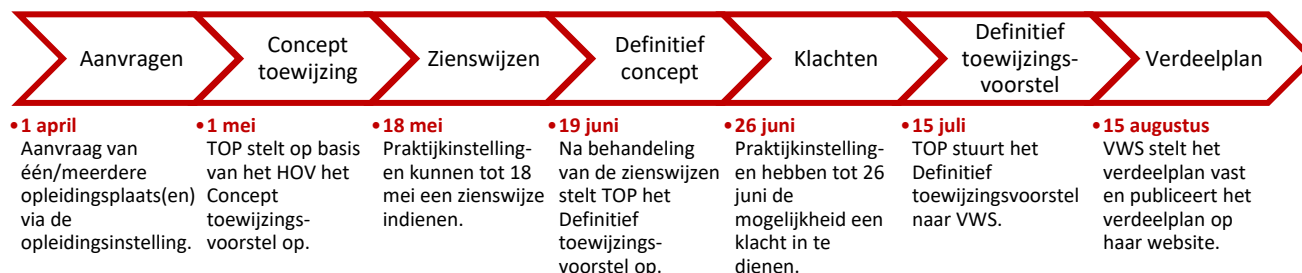 Aanvragen
Concept
toewijzing
Zienswijzen
Definitief
concept
Klachten
Definitief
toewijzings-
voorstel
Verdeelplan
•1 april
Aanvraag van
één/meerdere
opleidingsplaats(en)
via de
opleidingsinstelling.
•1 mei
TOP stelt op basis
van het HOV het
Concept
toewijzings-
voorstel op.
•18 mei
Praktijkinstelling-
en kunnen tot 18
mei een zienswijze
indienen.
•19 juni
Na behandeling
van de zienswijzen
stelt TOP het
Definitief
toewijzings-
voorstel op.
•26 juni
Praktijkinstelling-
en hebben tot 26
juni de
mogelijkheid een
klacht in te
dienen.
•15 juli
TOP stuurt het
Definitief
toewijzingsvoorstel
naar VWS.
•15 augustus
VWS stelt het
verdeelplan vast
en publiceert het
verdeelplan op
haar website.